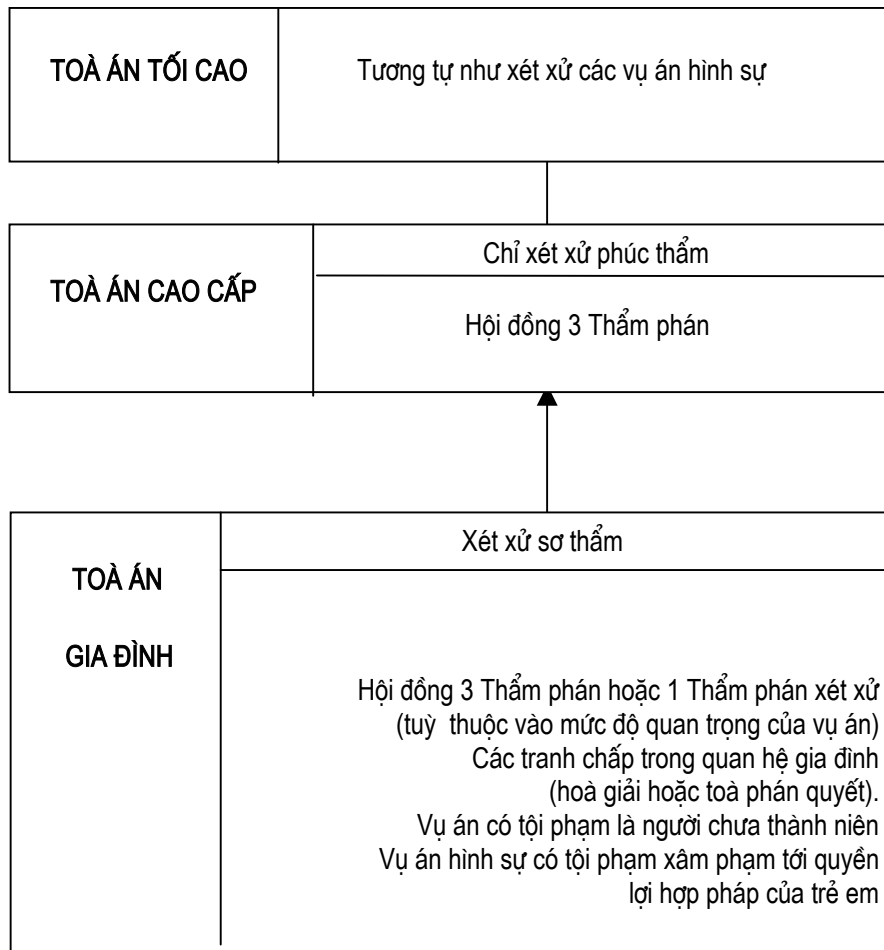 TOÀ ÁN TỐI CAO
Tương tự như xét xử các vụ án hình sự
TOÀ ÁN CAO CẤP
Chỉ xét xử phúc thẩm
Hội đồng 3 Thẩm phán
TOÀ ÁN
GIA ĐÌNH
Xét xử sơ thẩm
Hội đồng 3 Thẩm phán hoặc 1 Thẩm phán xét xử
(tuỳ thuộc vào mức độ quan trọng của vụ án)
Các tranh chấp trong quan hệ gia đình
(hoà giải hoặc toà phán quyết).
Vụ án có tội phạm là người chưa thành niên
Vụ án hình sự có tội phạm xâm phạm tới quyền
lợi hợp pháp của trẻ em